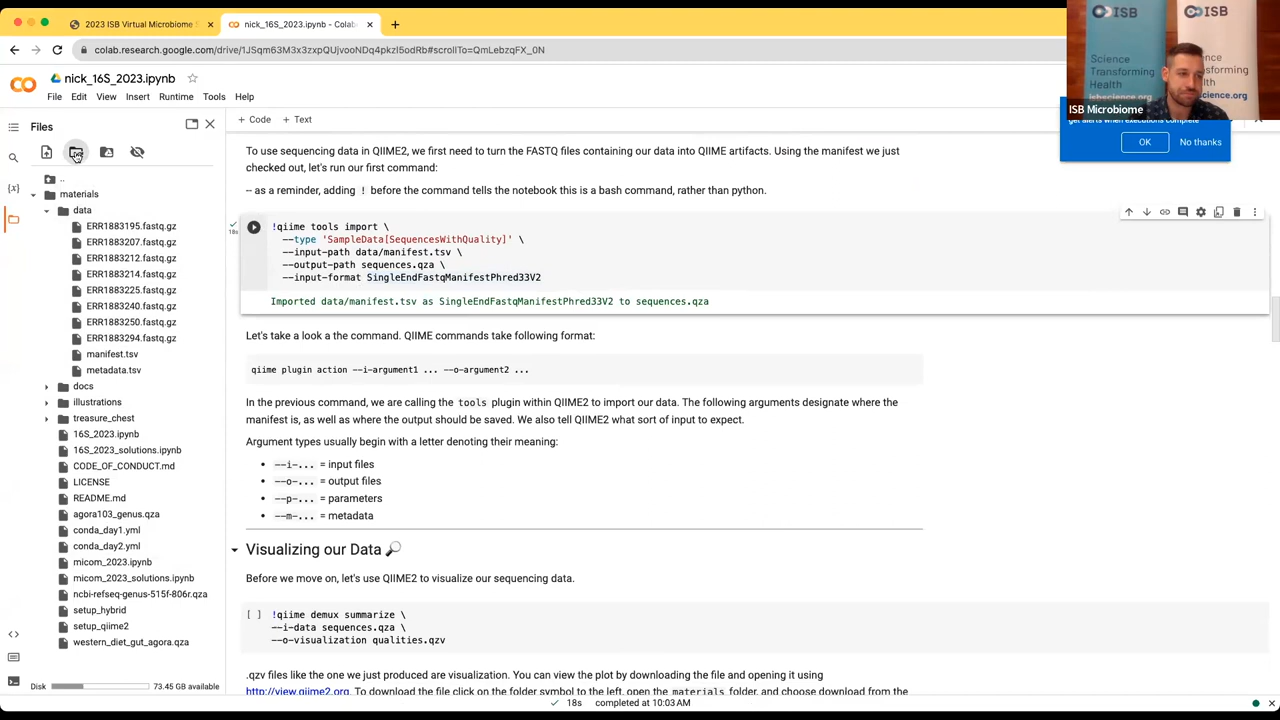 2023 ISB Virtual Microbiome S
nick_16S_2023.ipynb - Colab
colab.research.google.com/drive/1JSqm63M3x3zxpQUjvooNDq4pkzl5odRb#scrollTo=QmLebzqFX_0N
nick_16S_2023.ipynb
File Edit View Insert Runtime Tools Help
Files
..
materials
data
ERR1883195.fastq.gz
ERR1883207.fastq.gz
ERR1883212.fastq.gz
ERR1883214.fastq.gz
ERR1883225.fastq.gz
ERR1883240.fastq.gz
ERR1883250.fastq.gz
ERR1883294.fastq.gz
manifest.tsv
metadata.tsv
docs
illustrations
treasure_chest
16S_2023.ipynb
16S_2023_solutions.ipynb
CODE_OF_CONDUCT.md
LICENSE
README.md
agora103_genus.qza
conda_day1.yml
conda_day2.yml
micom_2023.ipynb
micom_2023_solutions.ipynb
ncbi-refseq-genus-515f-806r.qza
setup_hybrid
setup_qiime2
western_diet_gut_agora.qza
Disk 73.45 GB available
+ Code + Text
To use sequencing data in QIIME2, we first must convert the FASTQ files containing our data into QIIME artifacts. Using the manifest we just
checked out, let's run our first command:
-- as a reminder, adding ! before the command tells the notebook this is a bash command, rather than python.
18s
!qiime tools import \
--type 'SampleData[SequencesWithQuality]' \
--input-path data/manifest.tsv \
--output-path sequences.qza \
--input-format SingleEndFastqManifestPhred33V2
Imported data/manifest.tsv as SingleEndFastqManifestPhred33V2 to sequences.qza
Let's take a look a the command. QIIME commands take following format:
qiime plugin action --i-argument1 ... --o-argument2 ...
In the previous command, we are calling the tools plugin within QIIME2 to import our data. The following arguments designate where the
manifest is, as well as where the output should be saved. We also tell QIIME2 what sort of input to expect.
Argument types usually begin with a letter denoting their meaning:
• --i-... = input files
• --o-... = output files
• --p-... = parameters
• --m-... = metadata
Visualizing our Data
Before we move on, let's use QIIME2 to visualize our sequencing data.
[ ] !qiime demux summarize \
--i-data sequences.qza \
--o-visualization qualities.qzv
.qzv files like the one we just produced are visualization. You can view the plot by downloading the file and opening it using
http://view.qiime2.org. To download the file click on the folder symbol to the left, open the materials folder, and choose download from the
18s completed at 10:03 AM
ISB
Science
Transforming
Health
ISB
science.org
ISB Microbiome
get alerts when executions complete
OK No thanks